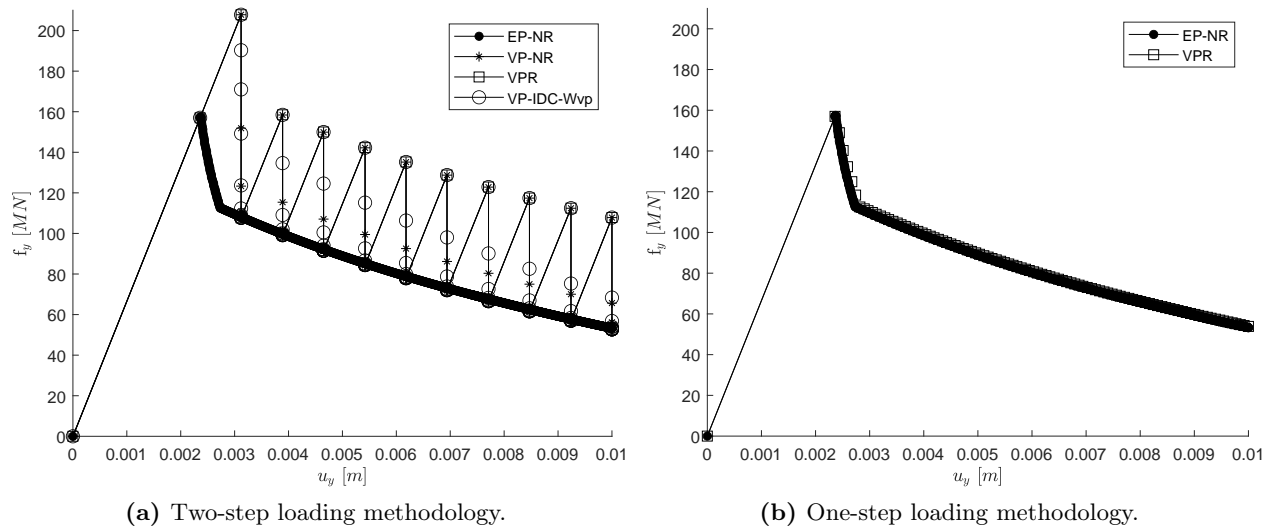 EP-NR
VP-NR
VPR
VP-IDC-Wvp
f_y [MN]
200
180
160
140
120
100
80
60
40
20
0
0 0.001 0.002 0.003 0.004 0.005 0.006 0.007 0.008 0.009 0.01
u_y [m]
(a) Two-step loading methodology.
EP-NR
VPR
f_y [MN]
200
180
160
140
120
100
80
60
40
20
0
0 0.001 0.002 0.003 0.004 0.005 0.006 0.007 0.008 0.009 0.01
u_y [m]
(b) One-step loading methodology.